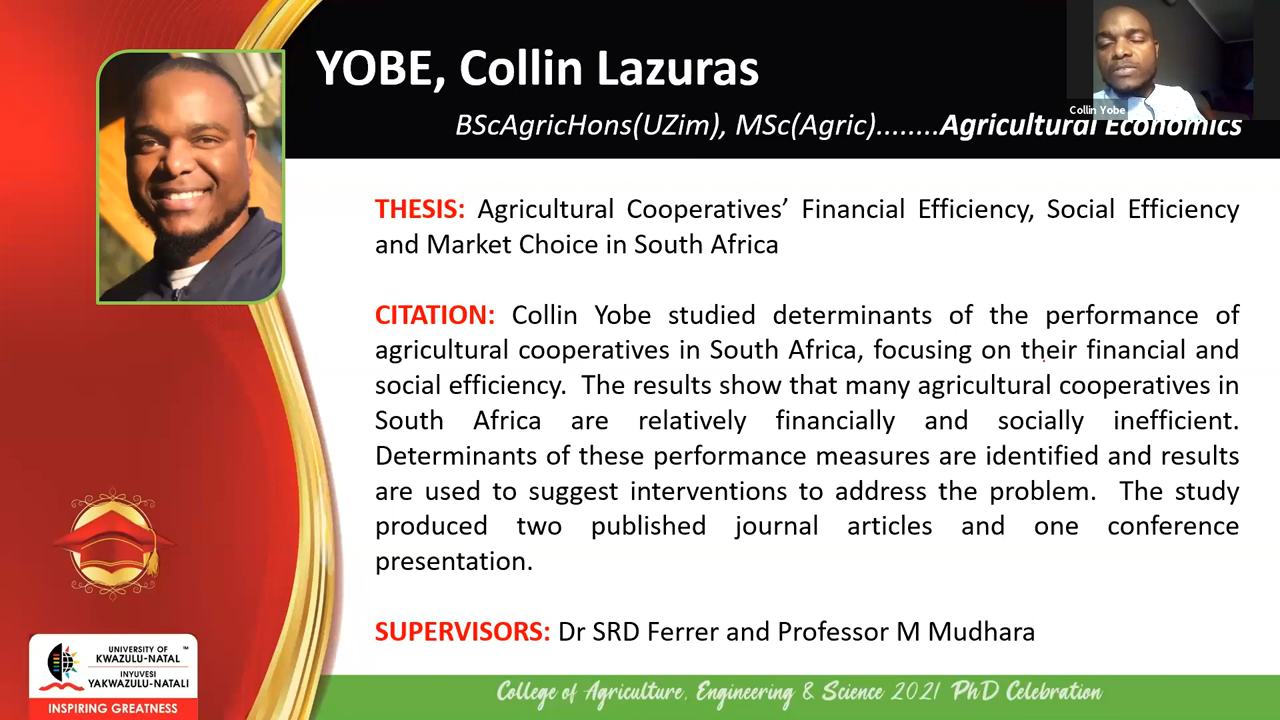 YOBE, Collin Lazuras
BScAgricHons(UZim), MSc(Agric)........Agricultural Economics
Collin Yobe
THESIS: Agricultural Cooperatives’ Financial Efficiency, Social Efficiency
and Market Choice in South Africa
CITATION: Collin Yobe studied determinants of the performance of
agricultural cooperatives in South Africa, focusing on their financial and
social efficiency. The results show that many agricultural cooperatives in
South Africa are relatively financially and socially inefficient.
Determinants of these performance measures are identified and results
are used to suggest interventions to address the problem. The study
produced two published journal articles and one conference
presentation.
SUPERVISORS: Dr SRD Ferrer and Professor M Mudhara
UNIVERSITY OF ™
KWAZULU-NATAL
INYUVESI
YAKWAZULU-NATALI
INSPIRING GREATNESS
College of Agriculture, Engineering & Science 2021 PhD Celebration